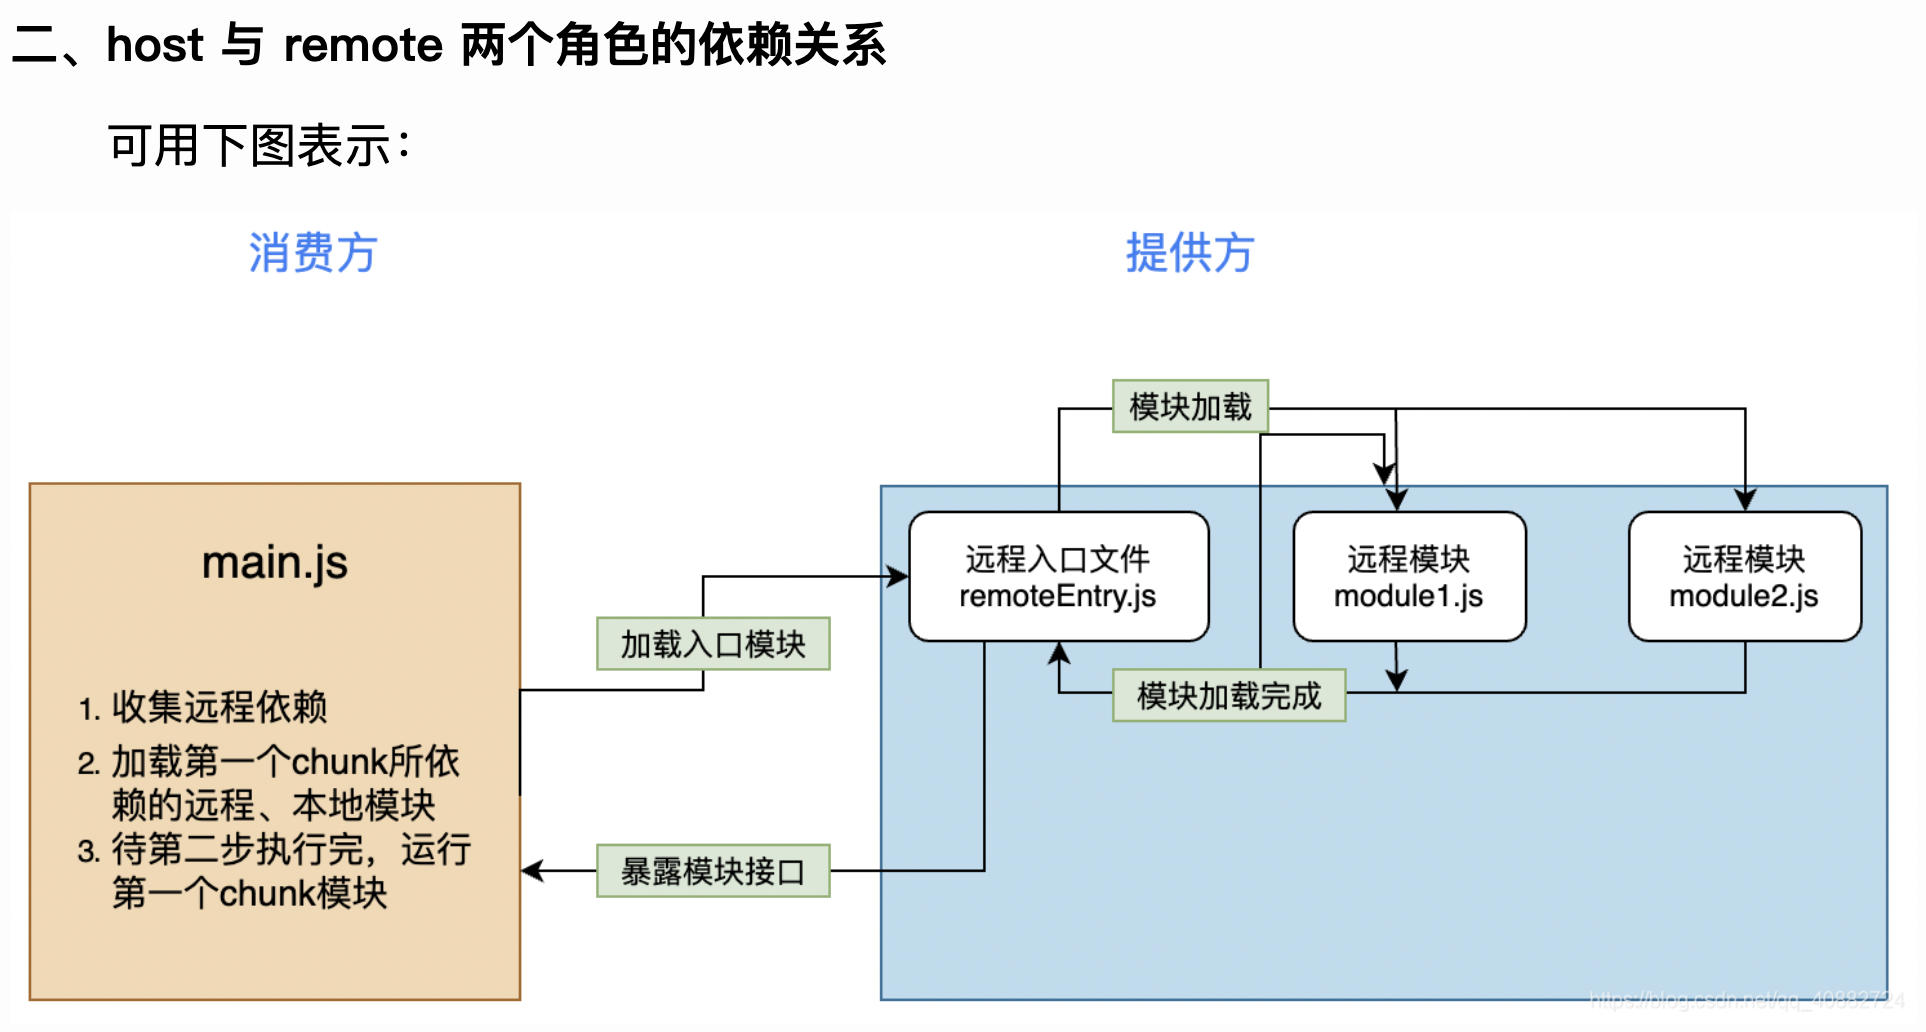 二、host 与 remote 两个角色的依赖关系
可用下图表示：
消费方
提供方
模块加载
main.js
远程入口文件
remoteEntry.js
远程模块
module1.js
远程模块
module2.js
加载入口模块
模块加载完成
1. 收集远程依赖
2. 加载第一个chunk所依
赖的远程、本地模块
3. 待第二步执行完，运行
第一个chunk模块
暴露模块接口
https://blog.csdn.net/qq_40882724